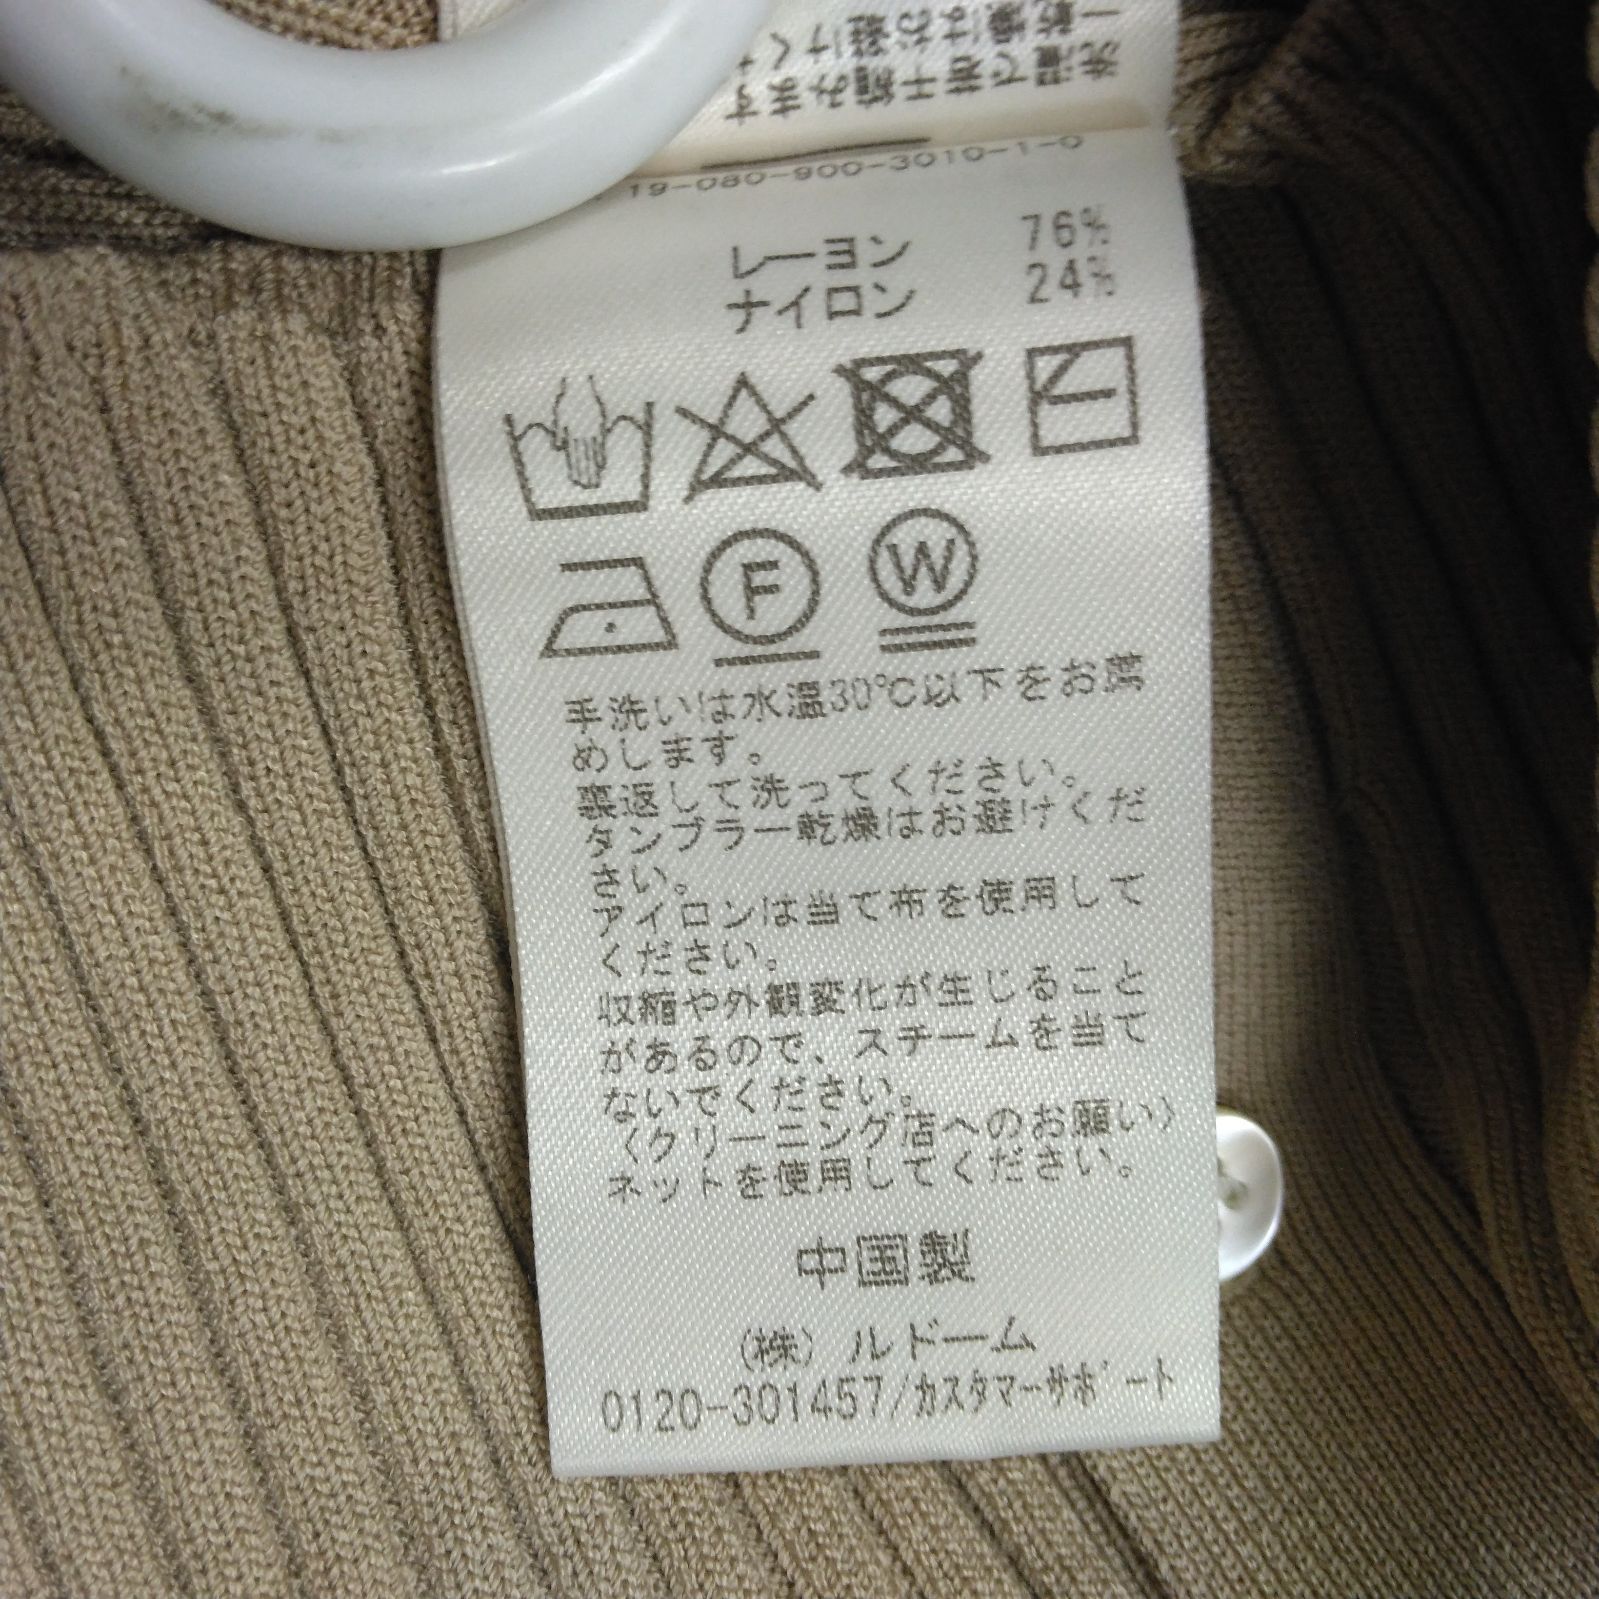 19-080-900-3010-1-0
レーヨン 76%
ナイロン 24%
F W
手洗いは水温30℃以下をお薦
めします。
裏返して洗ってください。
タンブラー乾燥はお避けくだ
さい。
アイロンは当て布を使用して
ください。
収縮や外観変化が生じること
があるので、スチームを当て
ないでください。
〈クリーニング店へのお願い〉
ネットを使用してください。
中国製
(株) ルドーム
0120-301457/カスタマーサポート